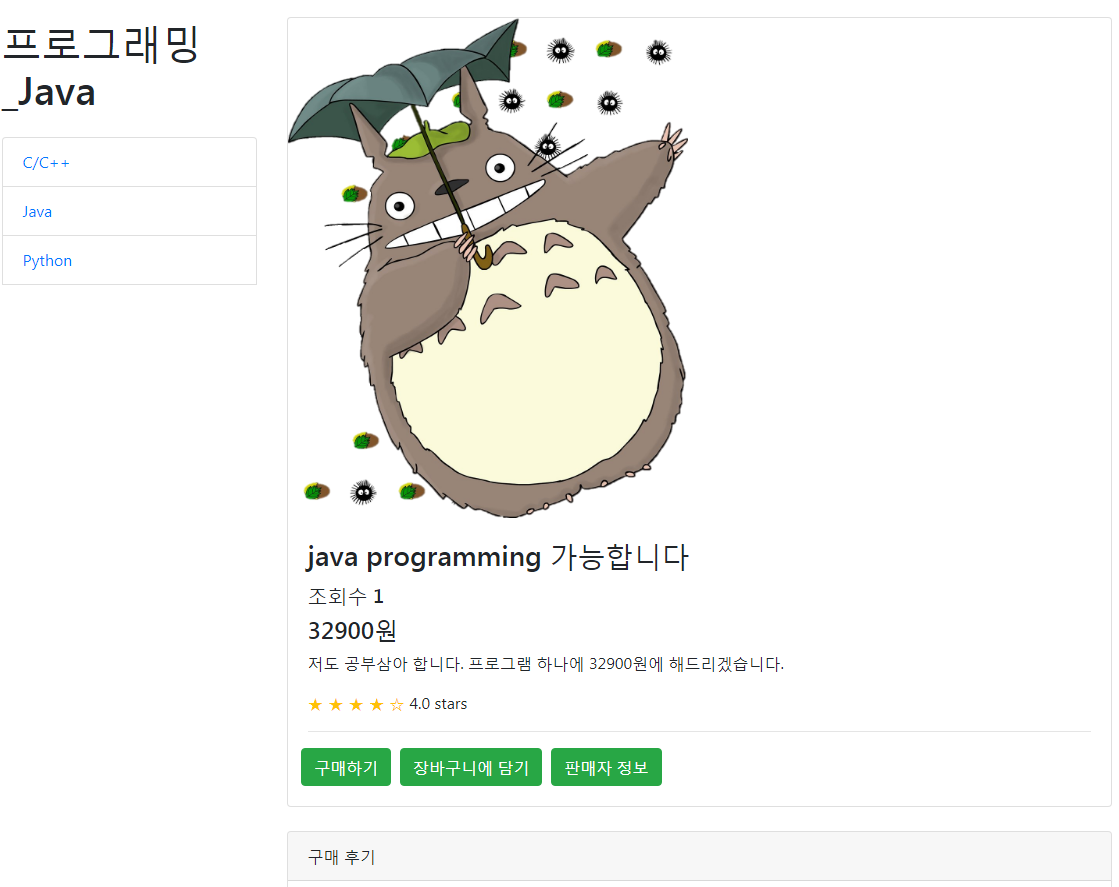 프로그래밍
_Java
C/C++
Java
Python
java programming 가능합니다
조회수 1
32900원
저도 공부삼아 합니다. 프로그램 하나에 32900원에 해드리겠습니다.
★ ★ ★ ★ ☆ 4.0 stars
구매하기 장바구니에 담기 판매자 정보
구매 후기